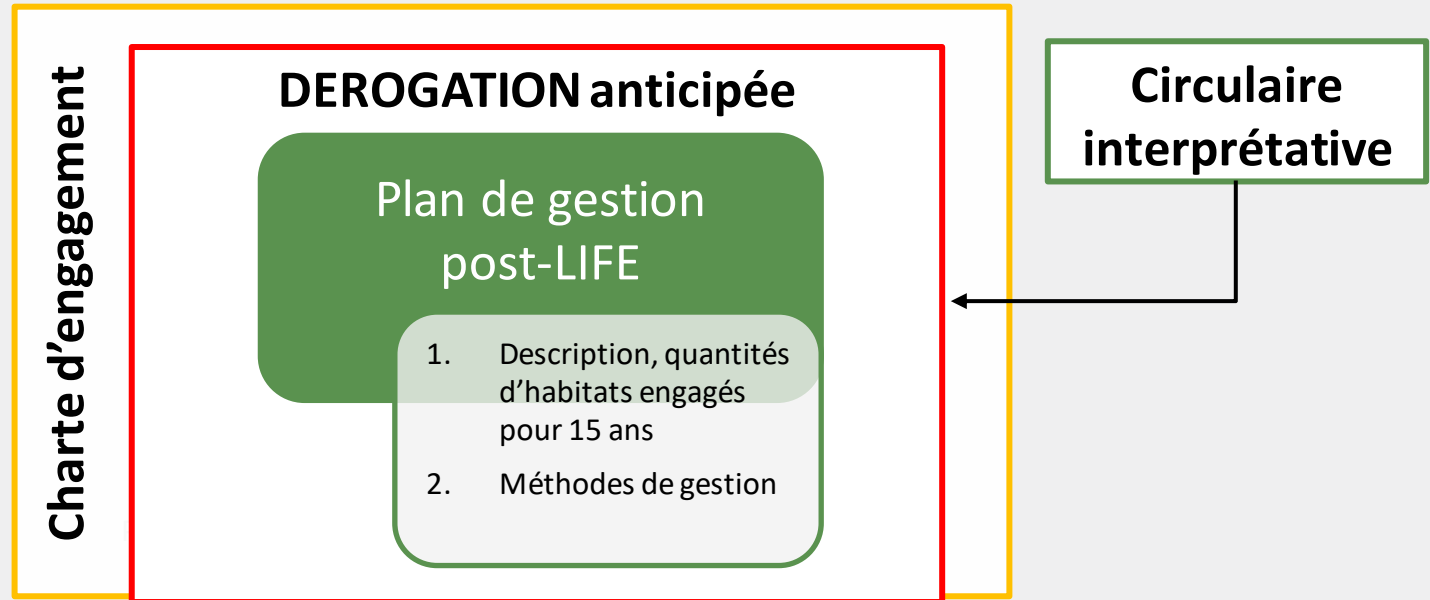 Charte d'engagement
DEROGATION anticipée
Plan de gestion
post-LIFE
1. Description, quantités
d'habitats engagés
pour 15 ans
2. Méthodes de gestion
Circulaire
interprétative